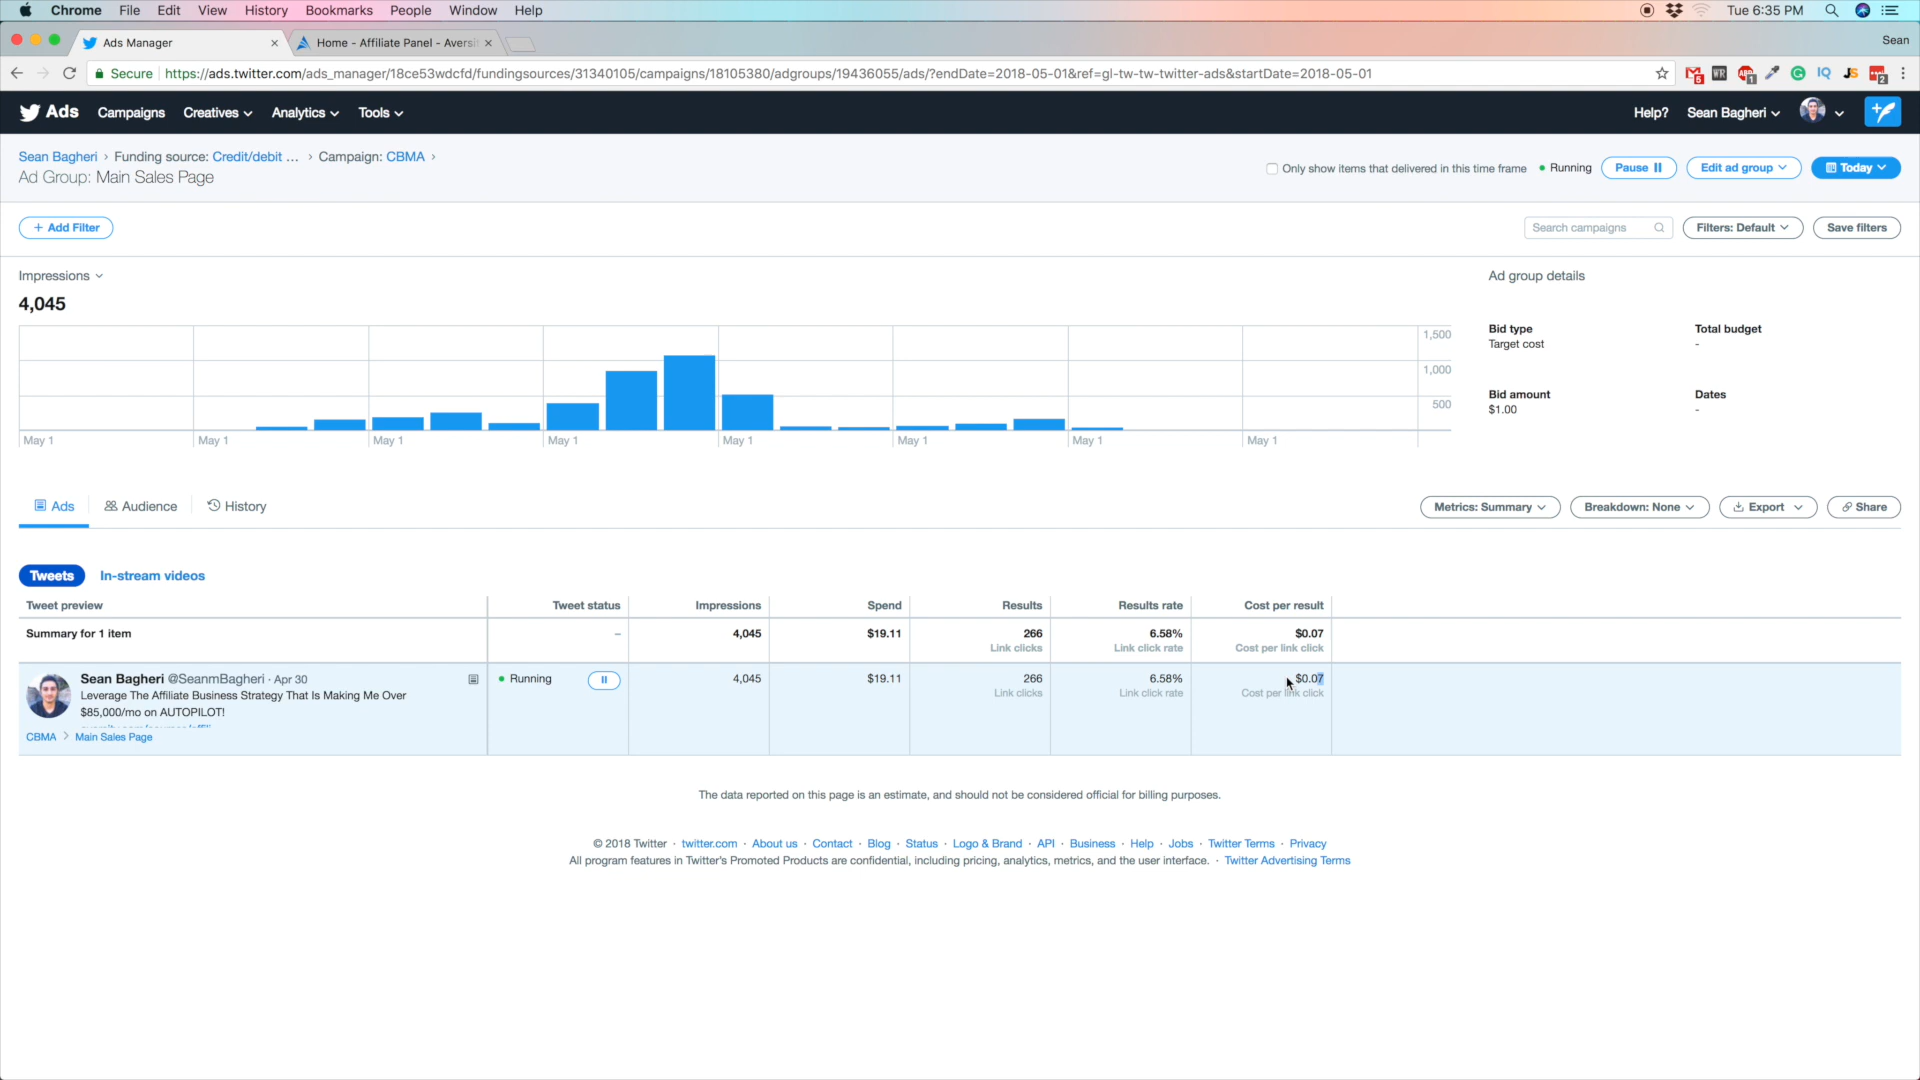 Chrome File Edit View History Bookmarks People Window Help Tue 6:35 PM
Ads Manager Home - Affiliate Panel - Aversi Sean
Secure https://ads.twitter.com/ads_manager/18ce53wdcfd/fundingsources/31340105/campaigns/18105380/adgroups/19436055/ads/?endDate=2018-05-01&ref=gl-tw-tw-twitter-ads&startDate=2018-05-01
Ads Campaigns Creatives Analytics Tools Help? Sean Bagheri
Sean Bagheri › Funding source: Credit/debit ... › Campaign: CBMA ›
Ad Group: Main Sales Page
Only show items that delivered in this time frame Running Pause Edit ad group Today
+ Add Filter Search campaigns Filters: Default Save filters
Impressions
4,045
1,500
1,000
500
May 1 May 1 May 1 May 1 May 1 May 1 May 1 May 1
Ad group details
Bid type Total budget
Target cost -
Bid amount Dates
$1.00 -
Ads Audience History Metrics: Summary Breakdown: None Export Share
Tweets In-stream videos
Tweet preview Tweet status Impressions Spend Results Results rate Cost per result
Summary for 1 item – 4,045 $19.11 266 6.58% $0.07
Link clicks Link click rate Cost per link click
Sean Bagheri @SeanmBagheri · Apr 30 Running 4,045 $19.11 266 6.58% $0.07
Link clicks Link click rate Cost per link click
Leverage The Affiliate Business Strategy That Is Making Me Over
$85,000/mo on AUTOPILOT!
CBMA > Main Sales Page
The data reported on this page is an estimate, and should not be considered official for billing purposes.
© 2018 Twitter · twitter.com · About us · Contact · Blog · Status · Logo & Brand · API · Business · Help · Jobs · Twitter Terms · Privacy
All program features in Twitter's Promoted Products are confidential, including pricing, analytics, metrics, and the user interface. · Twitter Advertising Terms